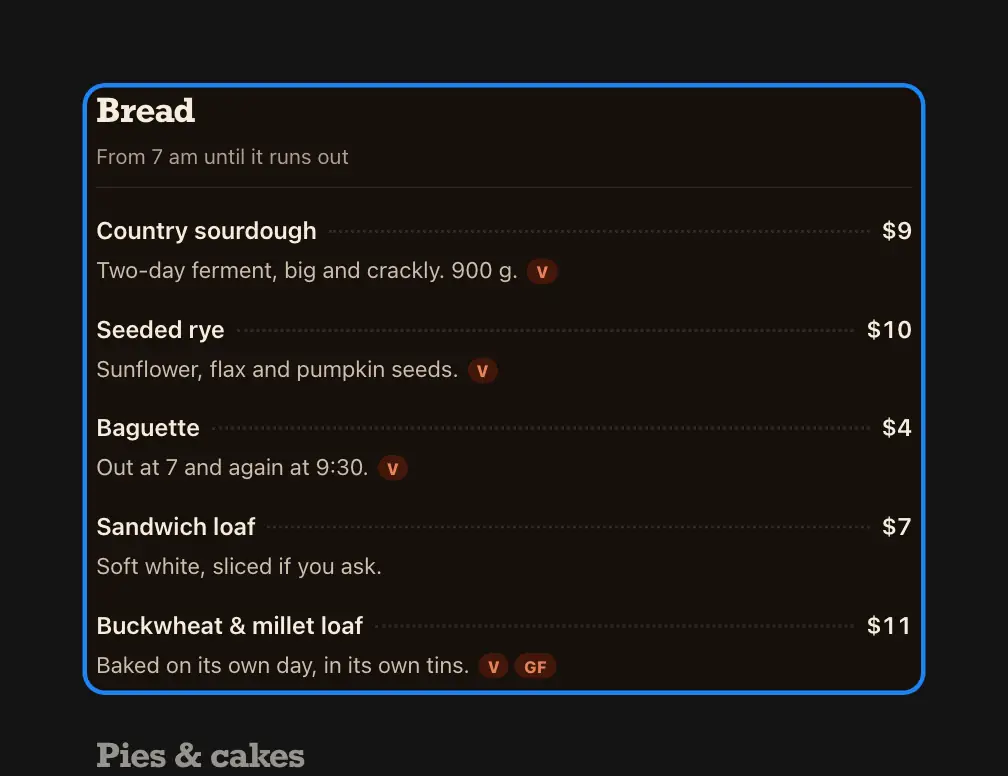 Bread
From 7 am until it runs out
Country sourdough $9
Two-day ferment, big and crackly. 900 g. V
Seeded rye $10
Sunflower, flax and pumpkin seeds. V
Baguette $4
Out at 7 and again at 9:30. V
Sandwich loaf $7
Soft white, sliced if you ask.
Buckwheat & millet loaf $11
Baked on its own day, in its own tins. V GF
Pies & cakes